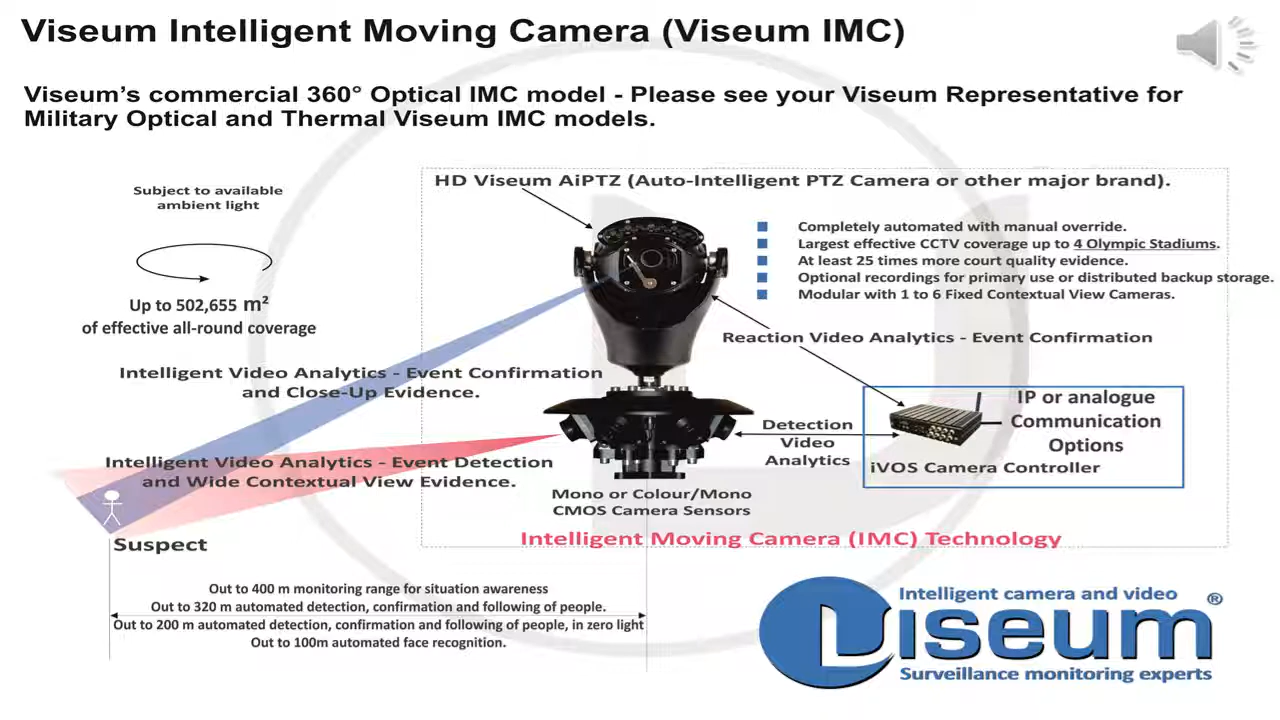 Viseum Intelligent Moving Camera (Viseum IMC)
Viseum's commercial 360° Optical IMC model - Please see your Viseum Representative for
Military Optical and Thermal Viseum IMC models.
Subject to available
ambient light
Up to 502,655 m²
of effective all-round coverage
HD Viseum AiPTZ (Auto-Intelligent PTZ Camera or other major brand).
Completely automated with manual override.
Largest effective CCTV coverage up to 4 Olympic Stadiums.
At least 25 times more court quality evidence.
Optional recordings for primary use or distributed backup storage.
Modular with 1 to 6 Fixed Contextual View Cameras.
Reaction Video Analytics - Event Confirmation
Intelligent Video Analytics - Event Confirmation
and Close-Up Evidence.
IP or analogue
Communication
Options
iVOS Camera Controller
Detection
Video
Analytics
Intelligent Video Analytics - Event Detection
and Wide Contextual View Evidence.
Mono or Colour/Mono
CMOS Camera Sensors
Suspect
Intelligent Moving Camera (IMC) Technology
Out to 400 m monitoring range for situation awareness
Out to 320 m automated detection, confirmation and following of people.
Out to 200 m automated detection, confirmation and following of people, in zero light
Out to 100m automated face recognition.
Intelligent camera and video
Viseum®
Surveillance monitoring experts